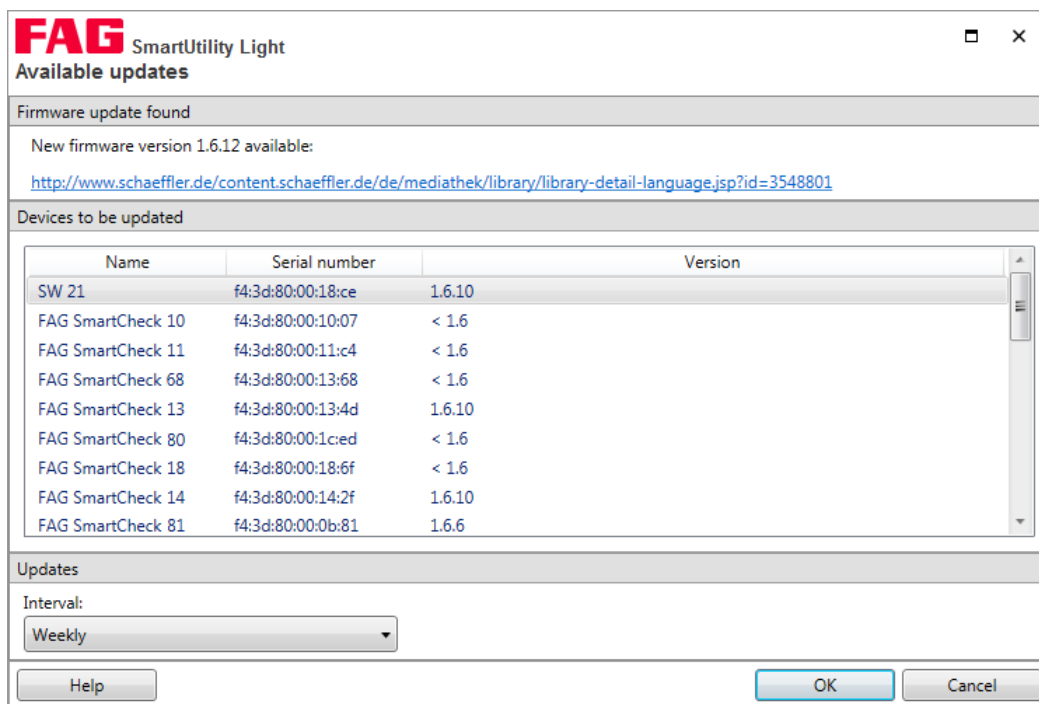 FAG SmartUtility Light
Available updates
Firmware update found
New firmware version 1.6.12 available:
http://www.schaeffler.de/content.schaeffler.de/de/mediathek/library/library-detail-language.jsp?id=3548801
Devices to be updated
Name Serial number Version
SW 21 f4:3d:80:00:18:ce 1.6.10
FAG SmartCheck 10 f4:3d:80:00:10:07 < 1.6
FAG SmartCheck 11 f4:3d:80:00:11:c4 < 1.6
FAG SmartCheck 68 f4:3d:80:00:13:68 < 1.6
FAG SmartCheck 13 f4:3d:80:00:13:4d 1.6.10
FAG SmartCheck 80 f4:3d:80:00:1c:ed < 1.6
FAG SmartCheck 18 f4:3d:80:00:18:6f < 1.6
FAG SmartCheck 14 f4:3d:80:00:14:2f 1.6.10
FAG SmartCheck 81 f4:3d:80:00:0b:81 1.6.6
Updates
Interval:
Weekly
Help OK Cancel